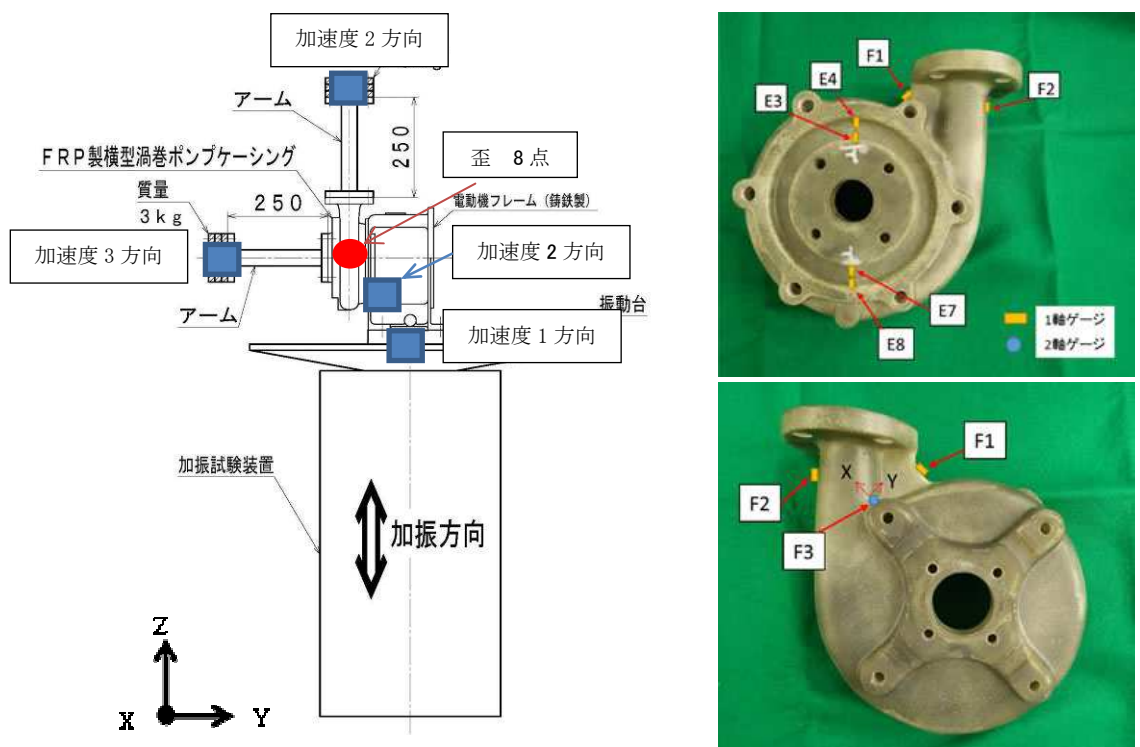 加速度２方向
アーム
250
ＦＲＰ製横型渦巻ポンプケーシング
歪　8点
質量
3kg
250
電動機フレーム（鋳鉄製）
加速度３方向
加速度2方向
アーム
振動台
加速度１方向
加振試験装置
加振方向
Z
X
Y
F1
E4
E3
F2
E7
E8
1軸ゲージ
2軸ゲージ
F1
X
Y
F2
F3